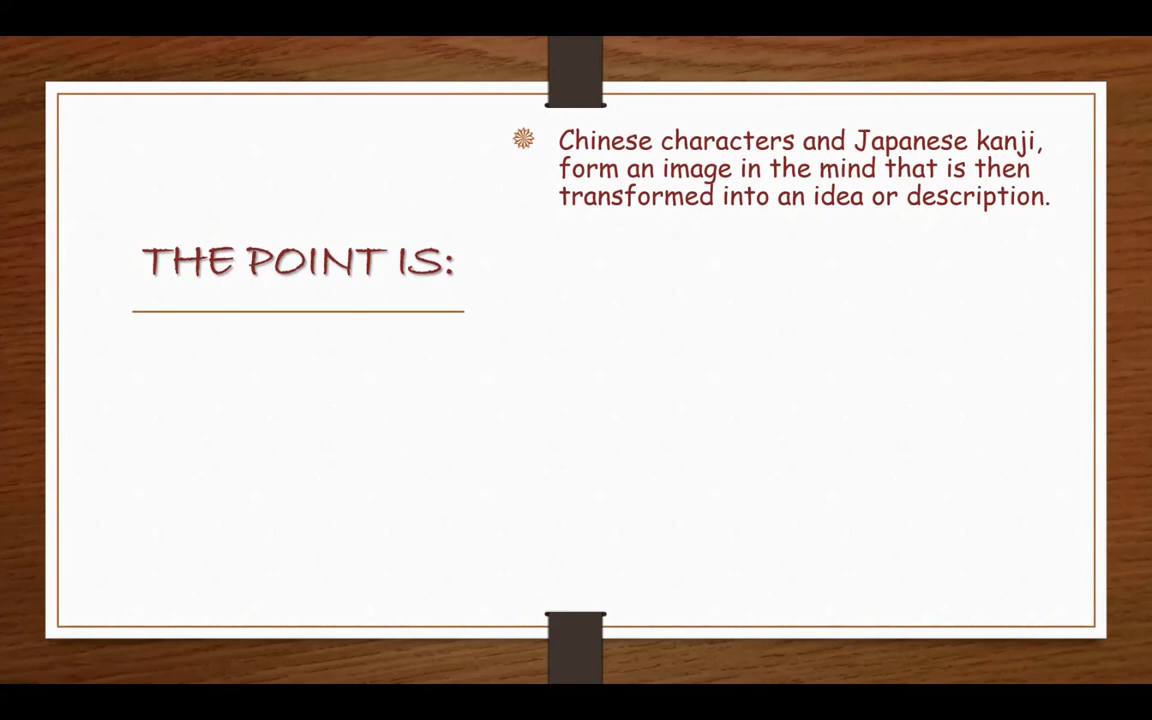 THE POINT IS:
Chinese characters and Japanese kanji,
form an image in the mind that is then
transformed into an idea or description.